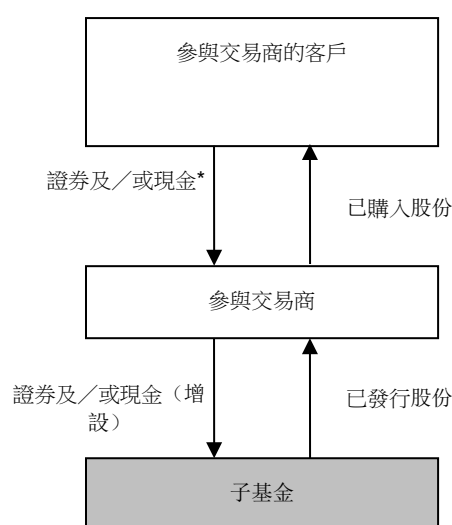 參與交易商的客戶
證券及／或現金*
已購入股份
參與交易商
證券及／或現金（增
設）
已發行股份
子基金